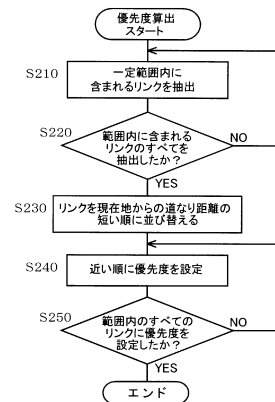 優先度算出
スタート
S210
一定範囲内に
含まれるリンクを抽出
S220
範囲内に含まれる
リンクのすべてを
抽出したか？
NO
YES
S230
リンクを現在地からの道なり距離の
短い順に並び替える
S240
近い順に優先度を設定
S250
範囲内のすべての
リンクに優先度を
設定したか？
NO
YES
エンド